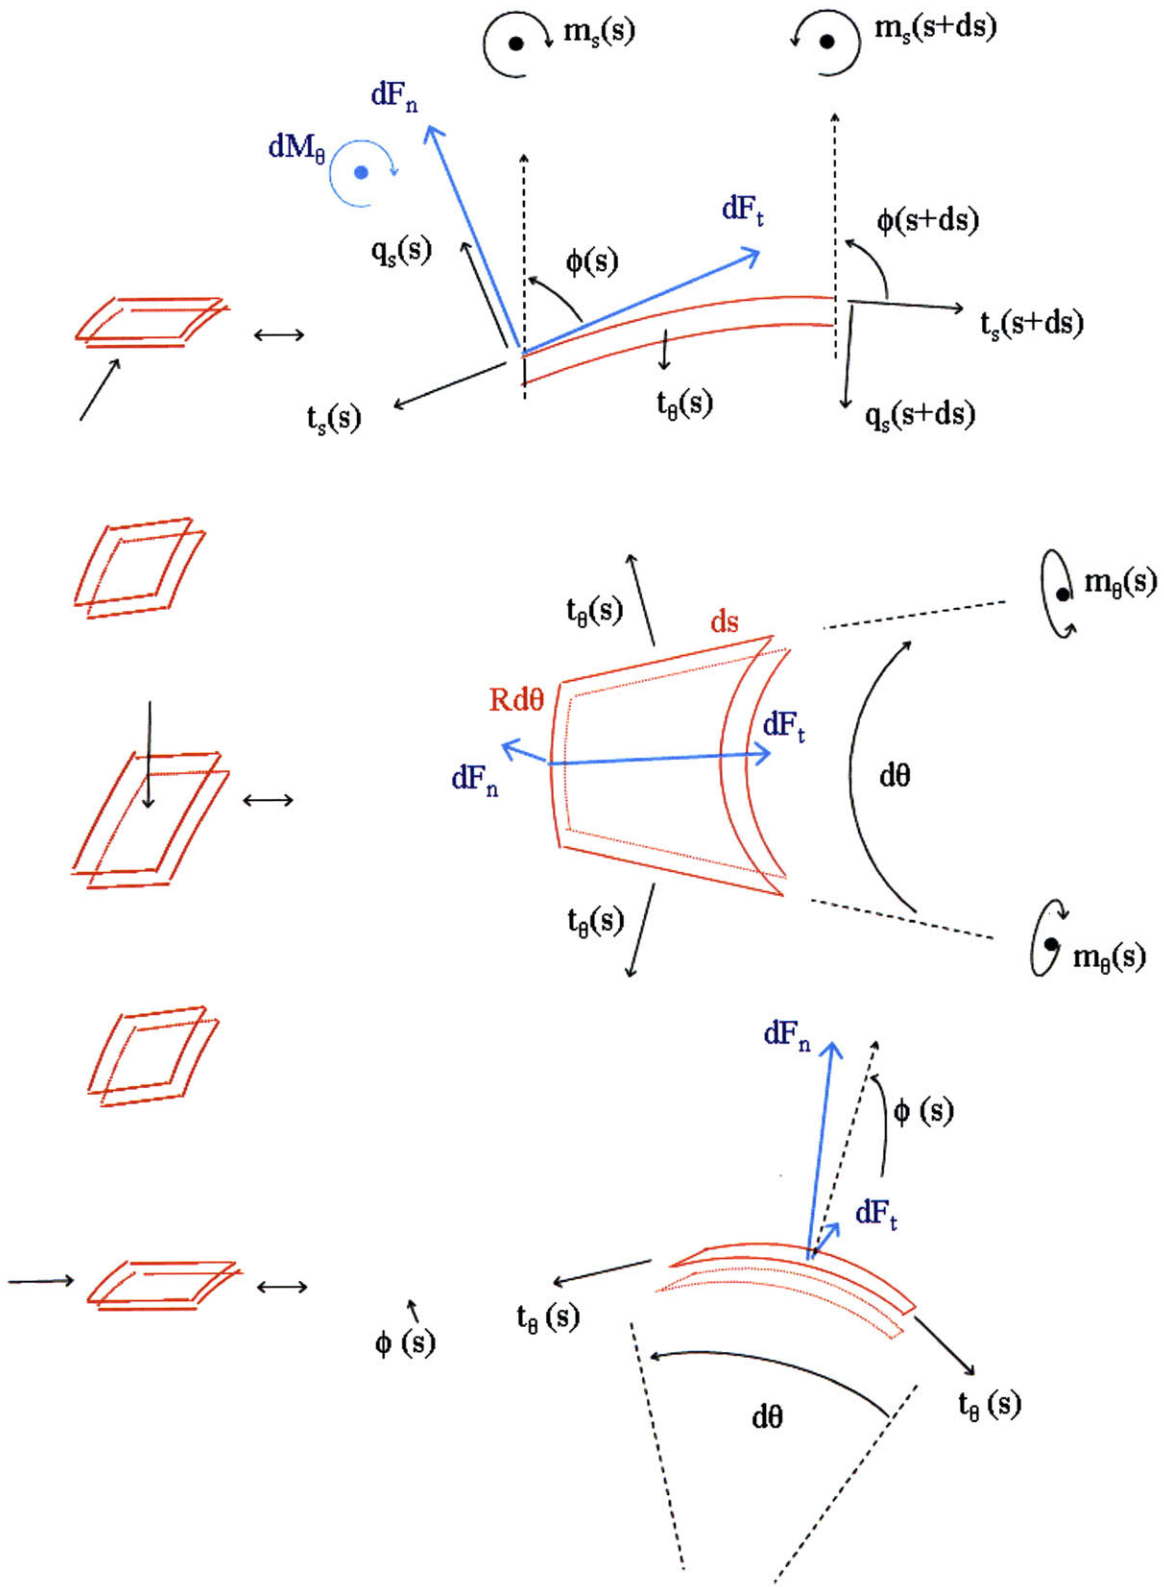 mₛ(s)
mₛ(s+ds)
dFₙ
dM_θ
dFₜ
qₛ(s)
ϕ(s)
ϕ(s+ds)
tₛ(s+ds)
tₛ(s)
t_θ(s)
qₛ(s+ds)
t_θ(s)
ds
m_θ(s)
Rdθ
dFₜ
dFₙ
dθ
t_θ(s)
m_θ(s)
dFₙ
ϕ (s)
dFₜ
t_θ (s)
ϕ (s)
t_θ (s)
dθ